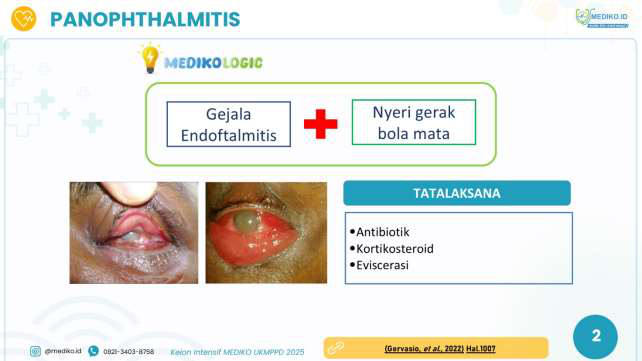 PANOPHTHALMITIS
MEDIKO.ID
MEDIKOLOGIC
Gejala
Endoftalmitis
Nyeri gerak
bola mata
TATALAKSANA
•Antibiotik
•Kortikosteroid
•Eviscerasi
2
@mediko.id
0821-3403-8758
Kelon Intensif MEDIKO UKMPPD 2025
(Gervasio, et al., 2022) Hal.1007